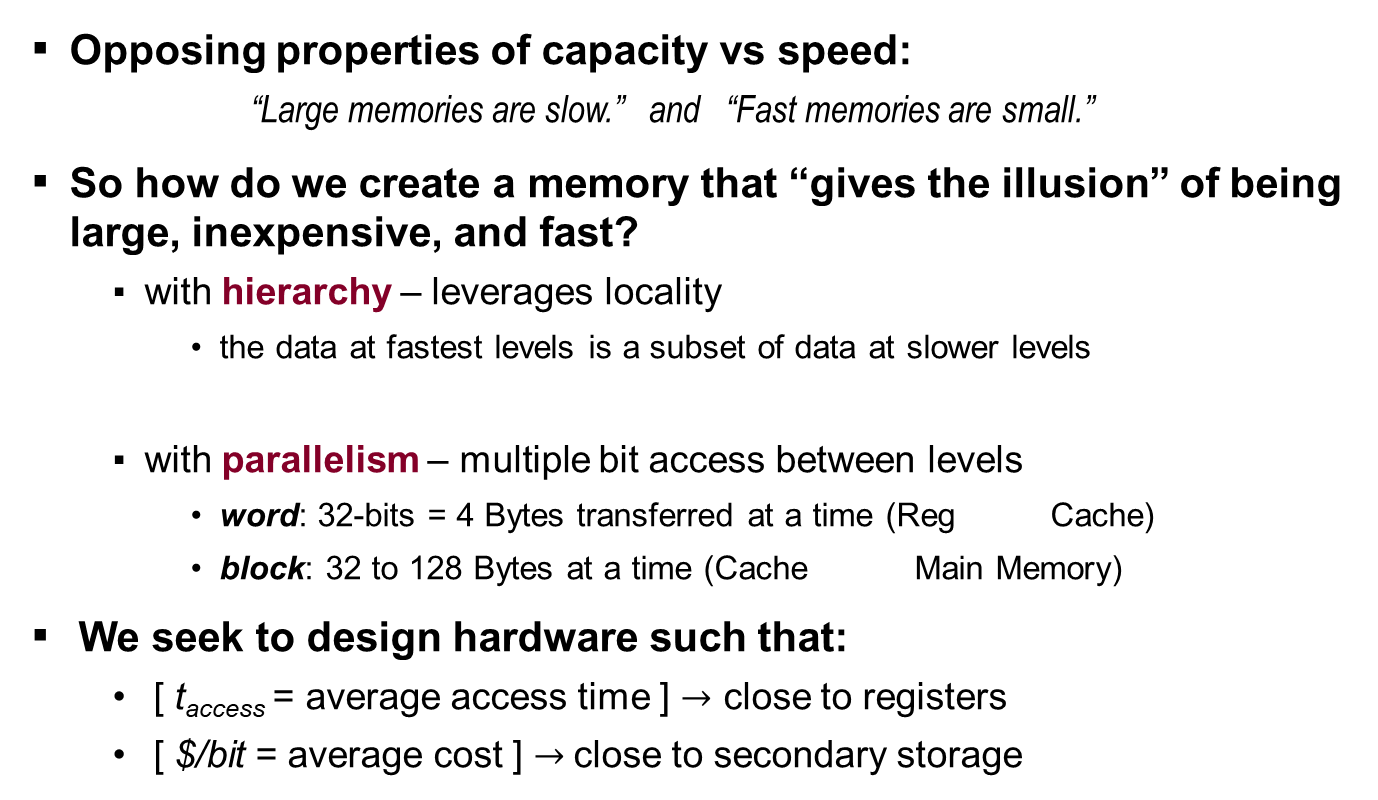 ▪ Opposing properties of capacity vs speed:
“Large memories are slow.” and “Fast memories are small.”
▪ So how do we create a memory that “gives the illusion” of being
large, inexpensive, and fast?
▪ with hierarchy – leverages locality
• the data at fastest levels is a subset of data at slower levels
▪ with parallelism – multiple bit access between levels
• word: 32-bits = 4 Bytes transferred at a time (Reg Cache)
• block: 32 to 128 Bytes at a time (Cache Main Memory)
▪ We seek to design hardware such that:
• [ taccess = average access time ] → close to registers
• [ $/bit = average cost ] → close to secondary storage